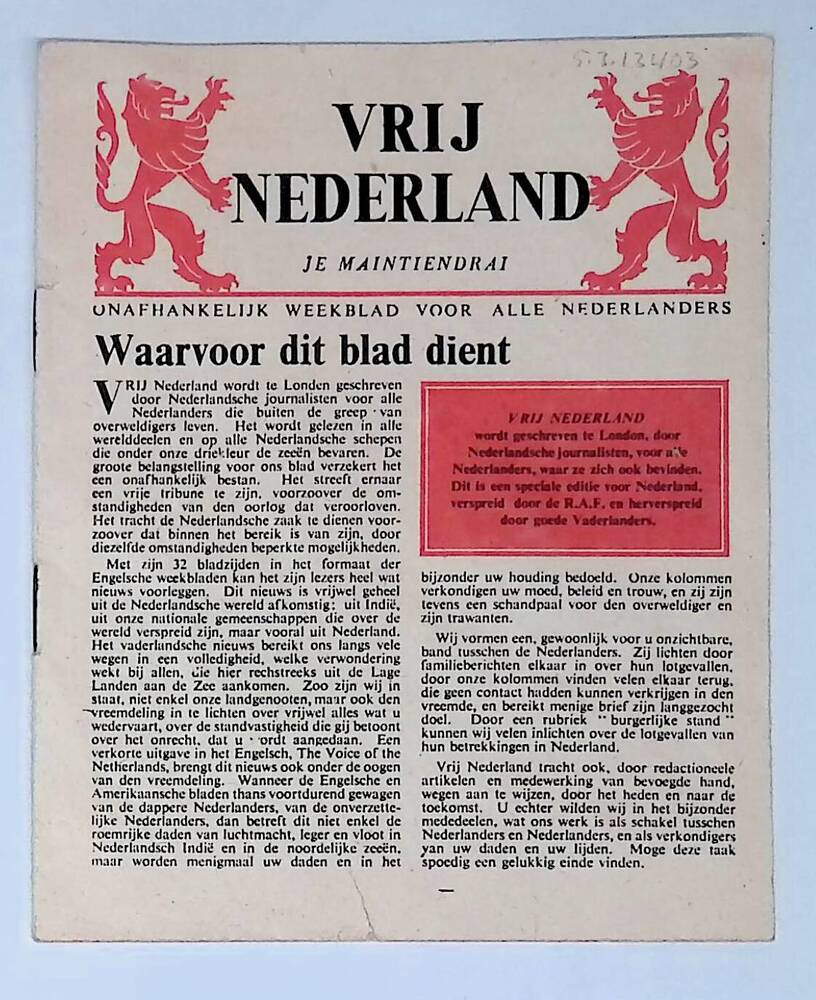 5.3.13403
VRIJ
NEDERLAND
JE MAINTIENDRAI
ONAFHANKELIJK WEEKBLAD VOOR ALLE NEDERLANDERS
Waarvoor dit blad dient
VRIJ Nederland wordt te Londen geschreven
door Nederlandsche journalisten voor alle
Nederlanders die buiten de greep van
overweldigers leven. Het wordt gelezen in alle
werelddeelen en op alle Nederlandsche schepen
die onder onze driekleur de zeeën bevaren. De
groote belangstelling voor ons blad verzekert het
een onafhankelijk bestan. Het streeft ernaar
een vrije tribune te zijn, voorzoover de om-
standigheden van den oorlog dat veroorloven.
Het tracht de Nederlandsche zaak te dienen voor-
zoover dat binnen het bereik is van zijn, door
diezelfde omstandigheden beperkte mogelijkheden.
Met zijn 32 bladzijden in het formaat der
Engelsche weekbladen kan het zijn lezers heel wat
nieuws voorleggen. Dit nieuws is vrijwel geheel
uit de Nederlandsche wereld afkomstig: uit Indië,
uit onze nationale gemeenschappen die over de
wereld verspreid zijn, maar vooral uit Nederland.
Het vaderlandsche nieuws bereikt ons langs vele
wegen in een volledigheid, welke verwondering
wekt bij allen, die hier rechstreeks uit de Lage
Landen aan de Zee aankomen. Zoo zijn wij in
staat, niet enkel onze landgenooten, maar ook den
vreemdeling in te lichten over vrijwel alles wat u
wedervaart, over de standvastigheid die gij betoont
over het onrecht, dat u ordt aangedaan. Een
verkorte uitgave in het Engelsch, The Voice of the
Netherlands, brengt dit nieuws ook onder de oogen
van den vreemdeling. Wanneer de Engelsche en
Amerikaansche bladen thans voortdurend gewagen
van de dappere Nederlanders, van de onverzette-
lijke Nederlanders, dan betreft dit niet enkel de
roemrijke daden van luchtmacht, leger en vloot in
Nederlandsch Indië en in de noordelijke zeeën,
maar worden menigmaal uw daden en in het
VRIJ NEDERLAND
wordt geschreven te London, door
Nederlandsche journalisten, voor alle
Nederlanders, waar ze zich ook bevinden.
Dit is een speciale editie voor Nederland,
verspreid door de R.A.F. en herverspreid
door goede Vaderlanders.
bijzonder uw houding bedoeld. Onze kolommen
verkondigen uw moed, beleid en trouw, en zij zijn
tevens een schandpaal voor den overweldiger en
zijn trawanten.
Wij vormen een, gewoonlijk voor u onzichtbare,
band tusschen de Nederlanders. Zij lichten door
familieberichten elkaar in over hun lotgevallen,
door onze kolommen vinden velen elkaar terug,
die geen contact hadden kunnen verkrijgen in den
vreemde, en bereikt menige brief zijn langgezocht
doel. Door een rubriek "burgerlijke stand"
kunnen wij velen inlichten over de lotgevallen van
hun betrekkingen in Nederland.
Vrij Nederland tracht ook, door redactioneele
artikelen en medewerking van bevoegde hand,
wegen aan te wijzen, door het heden en naar de
toekomst. U echter wilden wij in het bijzonder
mededeelen, wat ons werk is als schakel tusschen
Nederlanders en Nederlanders, en als verkondigers
van uw daden en uw lijden. Moge deze taak
spoedig een gelukkig einde vinden.